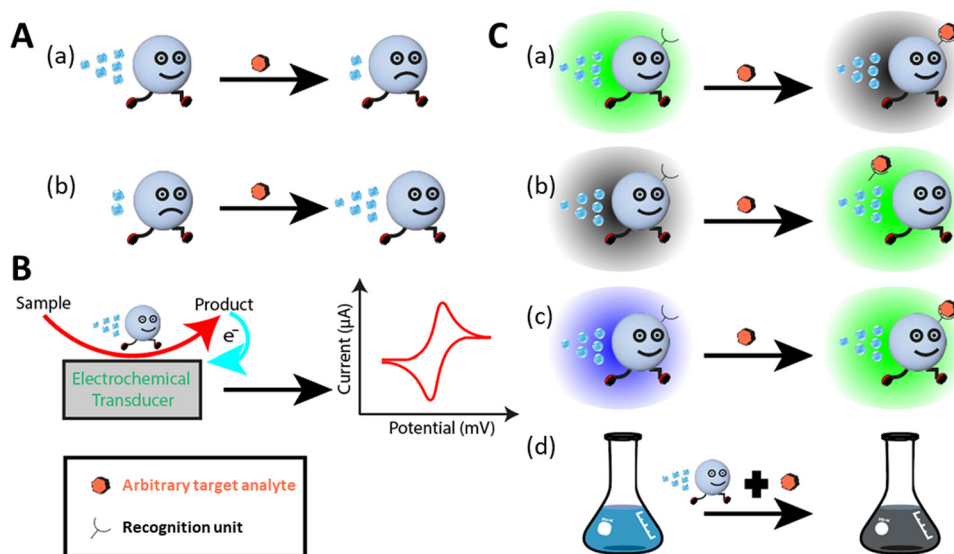 A
(a)
(b)
B
Sample
Product
e⁻
Electrochemical
Transducer
Current (µA)
Potential (mV)
Arbitrary target analyte
Recognition unit
C
(a)
(b)
(c)
(d)